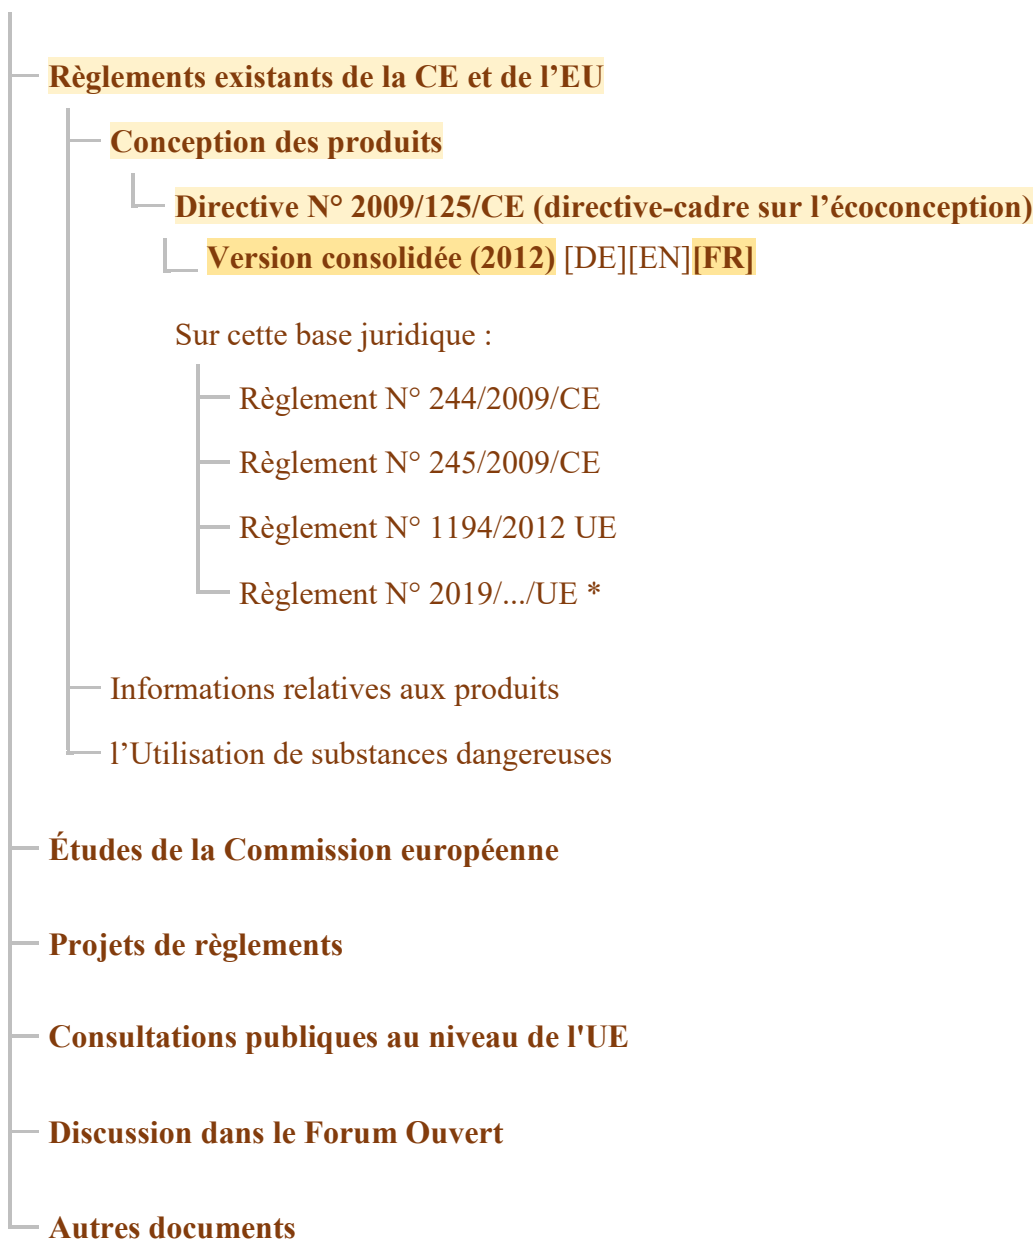 Règlements existants de la CE et de l’EU
Conception des produits
Directive N° 2009/125/CE (directive-cadre sur l’écoconception)
Version consolidée (2012) [DE][EN][FR]
Sur cette base juridique :
Règlement N° 244/2009/CE
Règlement N° 245/2009/CE
Règlement N° 1194/2012 UE
Règlement N° 2019/.../UE *
Informations relatives aux produits
l’Utilisation de substances dangereuses
Études de la Commission européenne
Projets de règlements
Consultations publiques au niveau de l'UE
Discussion dans le Forum Ouvert
Autres documents